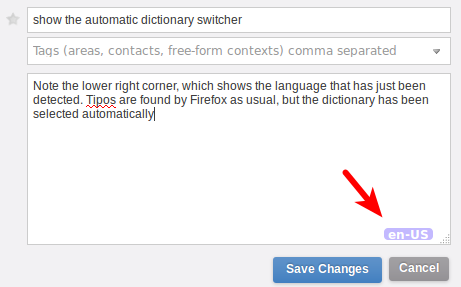 show the automatic dictionary switcher
Tags (areas, contacts, free-form contexts) comma separated
Note the lower right corner, which shows the language that has just been
detected. Tipos are found by Firefox as usual, but the dictionary has been
selected automatically
en-US
Save Changes
Cancel